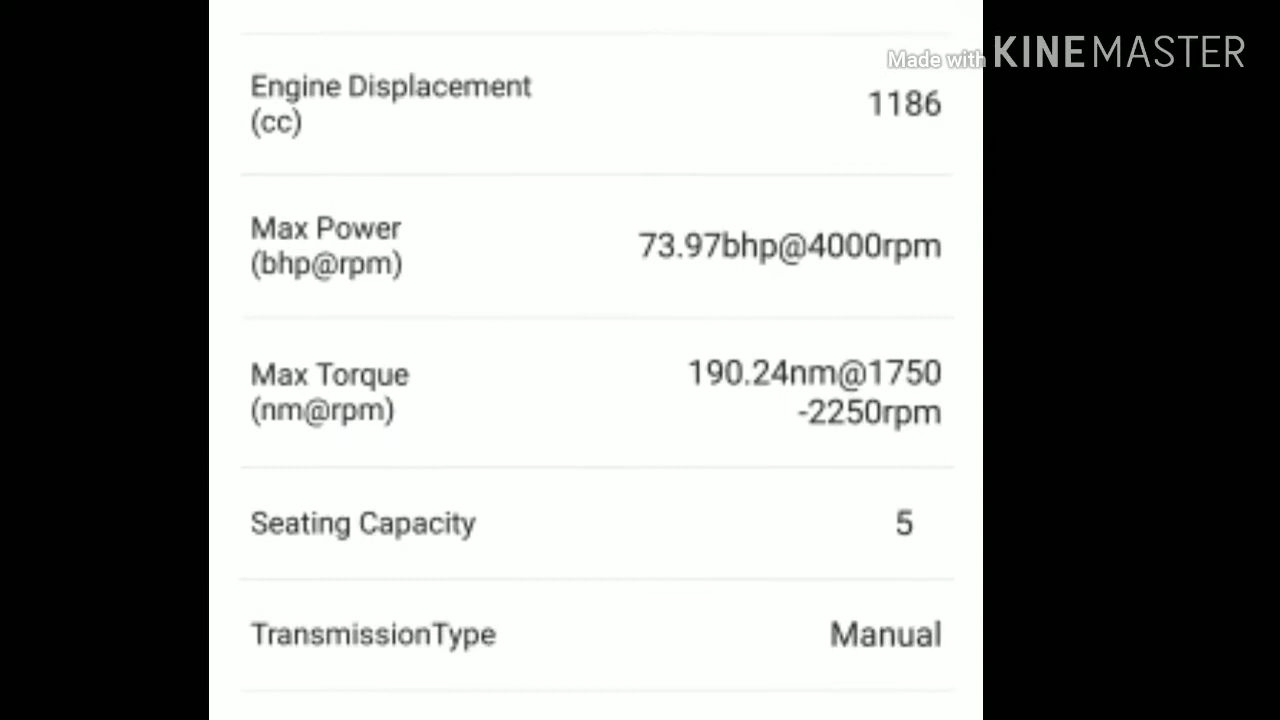 Made with KINEMASTER
Engine Displacement
(cc)
1186
Max Power
(bhp@rpm)
73.97bhp@4000rpm
Max Torque
(nm@rpm)
190.24nm@1750
-2250rpm
Seating Capacity
5
TransmissionType
Manual